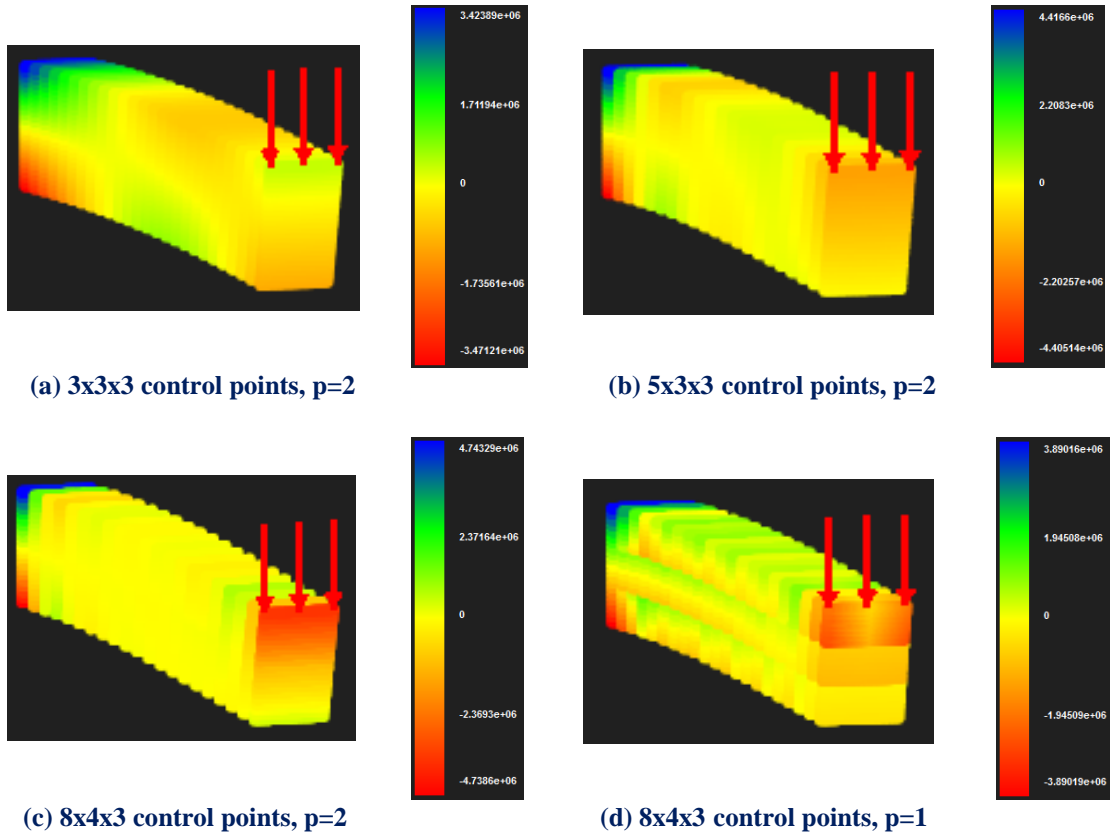 3.42389e+06
1.71194e+06
0
-1.73561e+06
-3.47121e+06
(a) 3x3x3 control points, p=2
4.4166e+06
2.2083e+06
0
-2.20257e+06
-4.40514e+06
(b) 5x3x3 control points, p=2
4.74329e+06
2.37164e+06
0
-2.3693e+06
-4.7386e+06
(c) 8x4x3 control points, p=2
3.89016e+06
1.94508e+06
0
-1.94509e+06
-3.89019e+06
(d) 8x4x3 control points, p=1